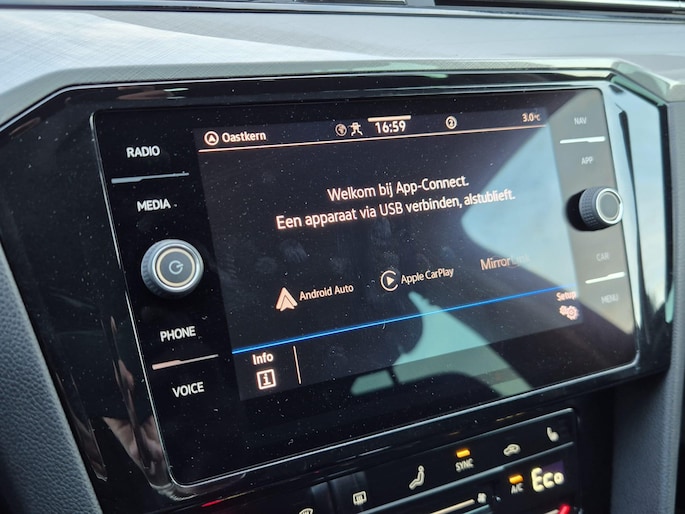 RADIO
MEDIA
PHONE
VOICE
Oastkern
16:59
2
3.0°C
NAV
APP
CAR
MENU
Welkom bij App-Connect.
Een apparaat via USB verbinden, alstublieft.
Android Auto
Apple CarPlay
Setup
Info
i
SYNC
A/C
Eco